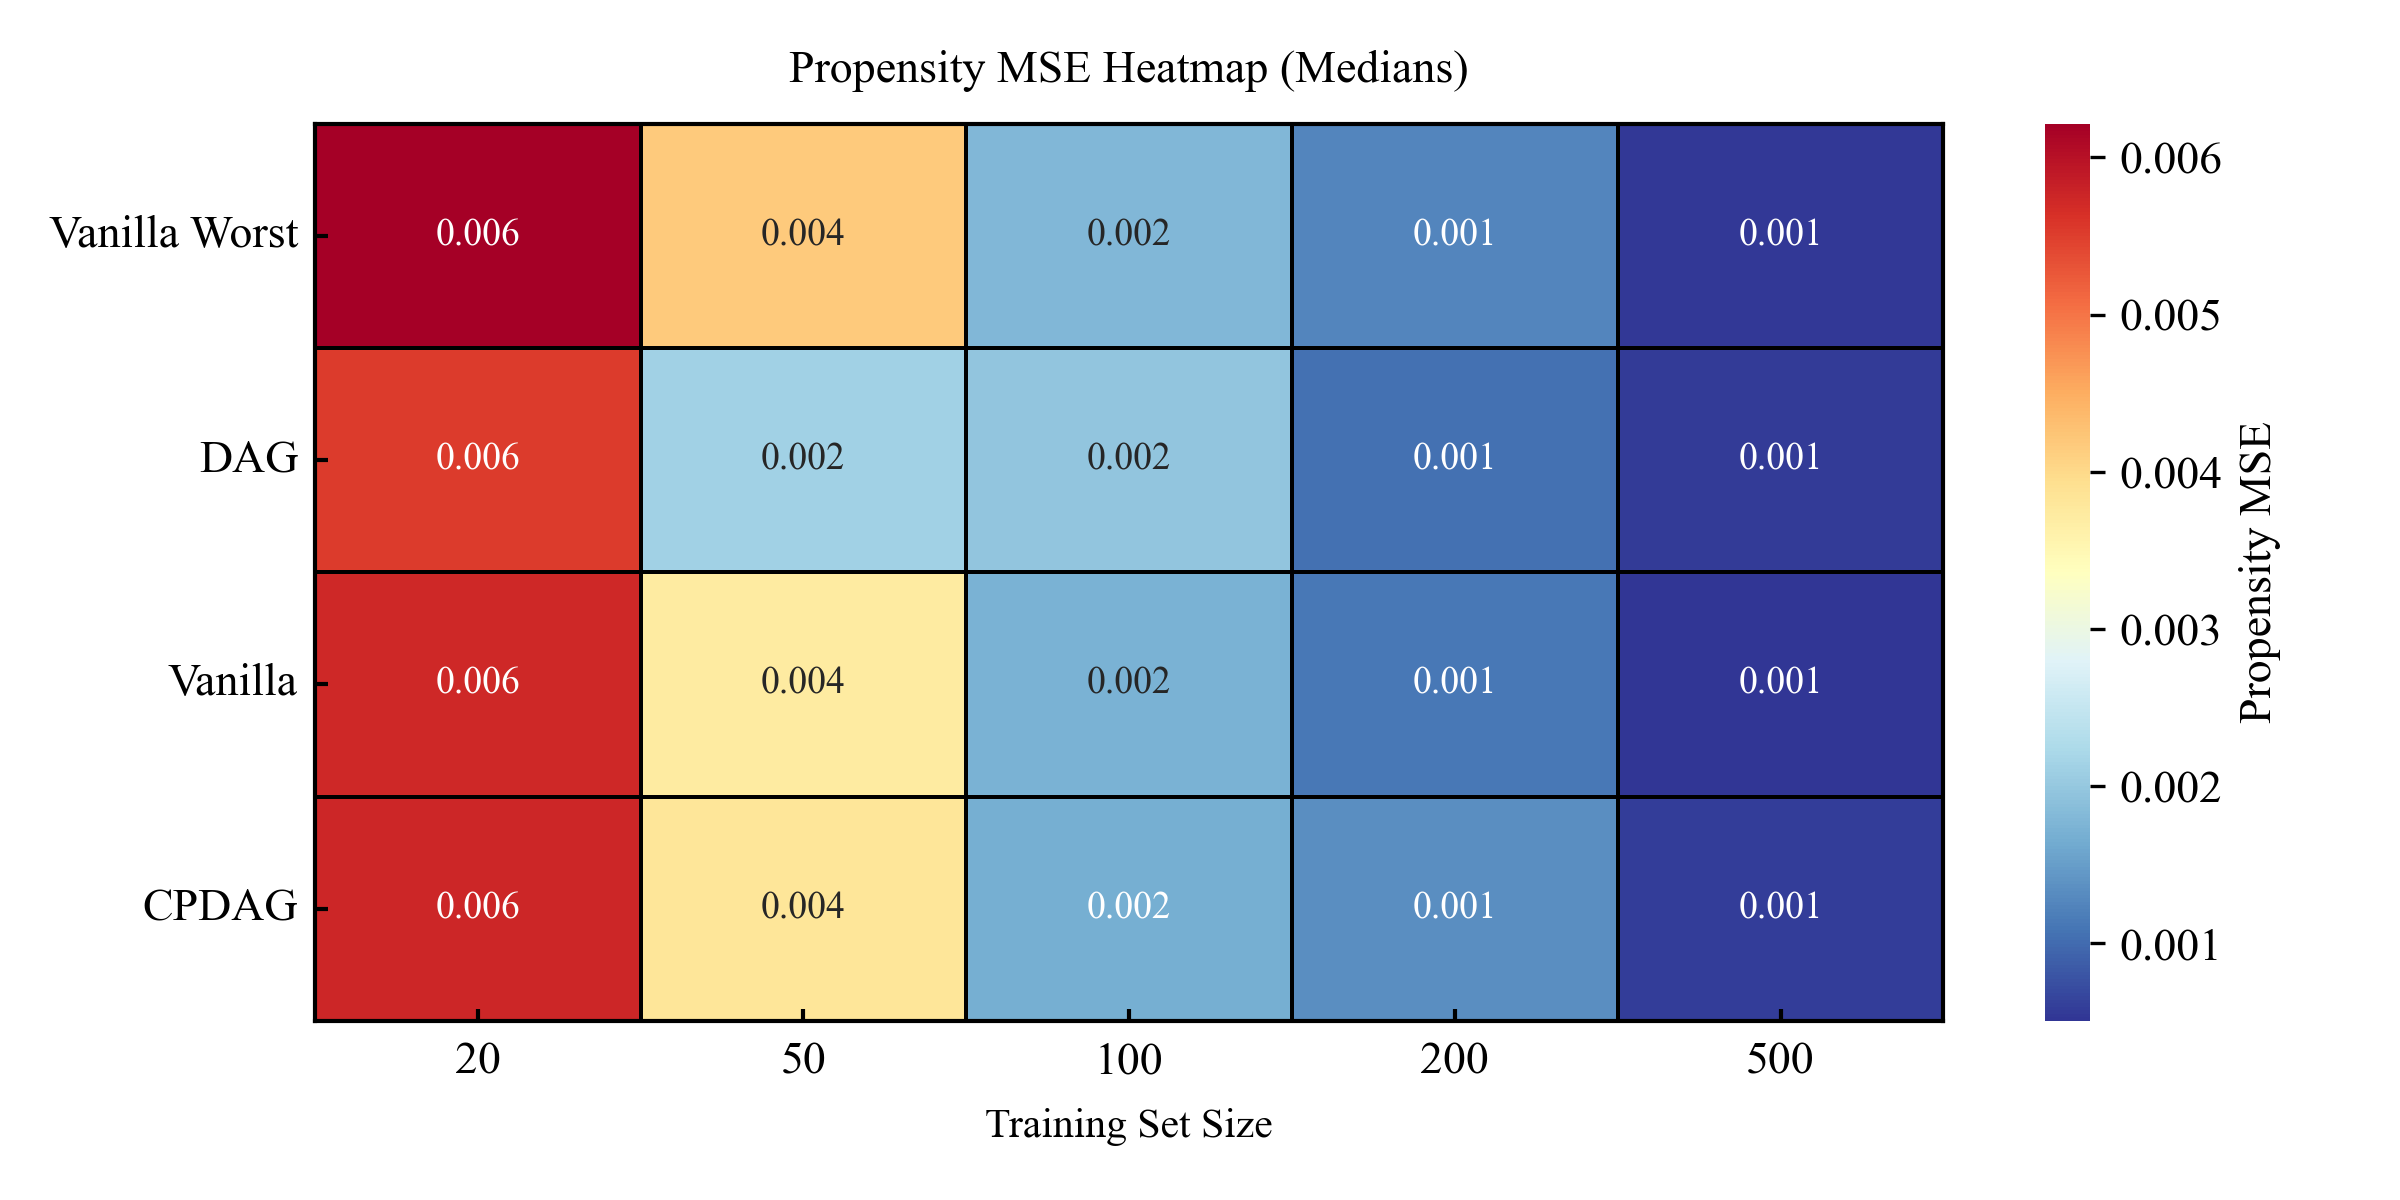 Propensity MSE Heatmap (Medians)
Vanilla Worst 0.006 0.004 0.002 0.001 0.001
DAG 0.006 0.002 0.002 0.001 0.001
Vanilla 0.006 0.004 0.002 0.001 0.001
CPDAG 0.006 0.004 0.002 0.001 0.001
20 50 100 200 500
Training Set Size
0.006
0.005
0.004
0.003
0.002
0.001
Propensity MSE